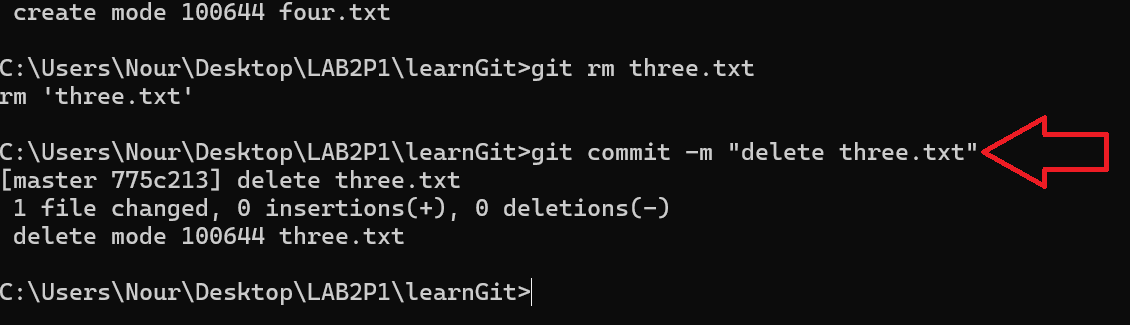 create mode 100644 four.txt
C:\Users\Nour\Desktop\LAB2P1\learnGit>git rm three.txt
rm 'three.txt'
C:\Users\Nour\Desktop\LAB2P1\learnGit>git commit -m "delete three.txt"
[master 775c213] delete three.txt
1 file changed, 0 insertions(+), 0 deletions(-)
delete mode 100644 three.txt
C:\Users\Nour\Desktop\LAB2P1\learnGit>